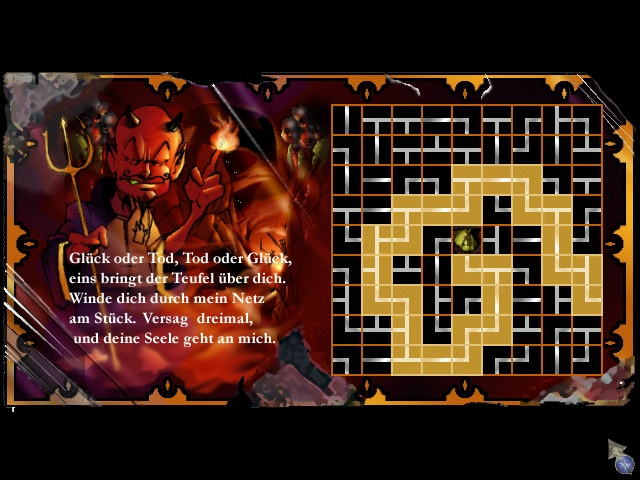 Glück oder Tod, Tod oder Glück,
eins bringt der Teufel über dich.
Winde dich durch mein Netz
am Stück. Versag dreimal,
und deine Seele geht an mich.